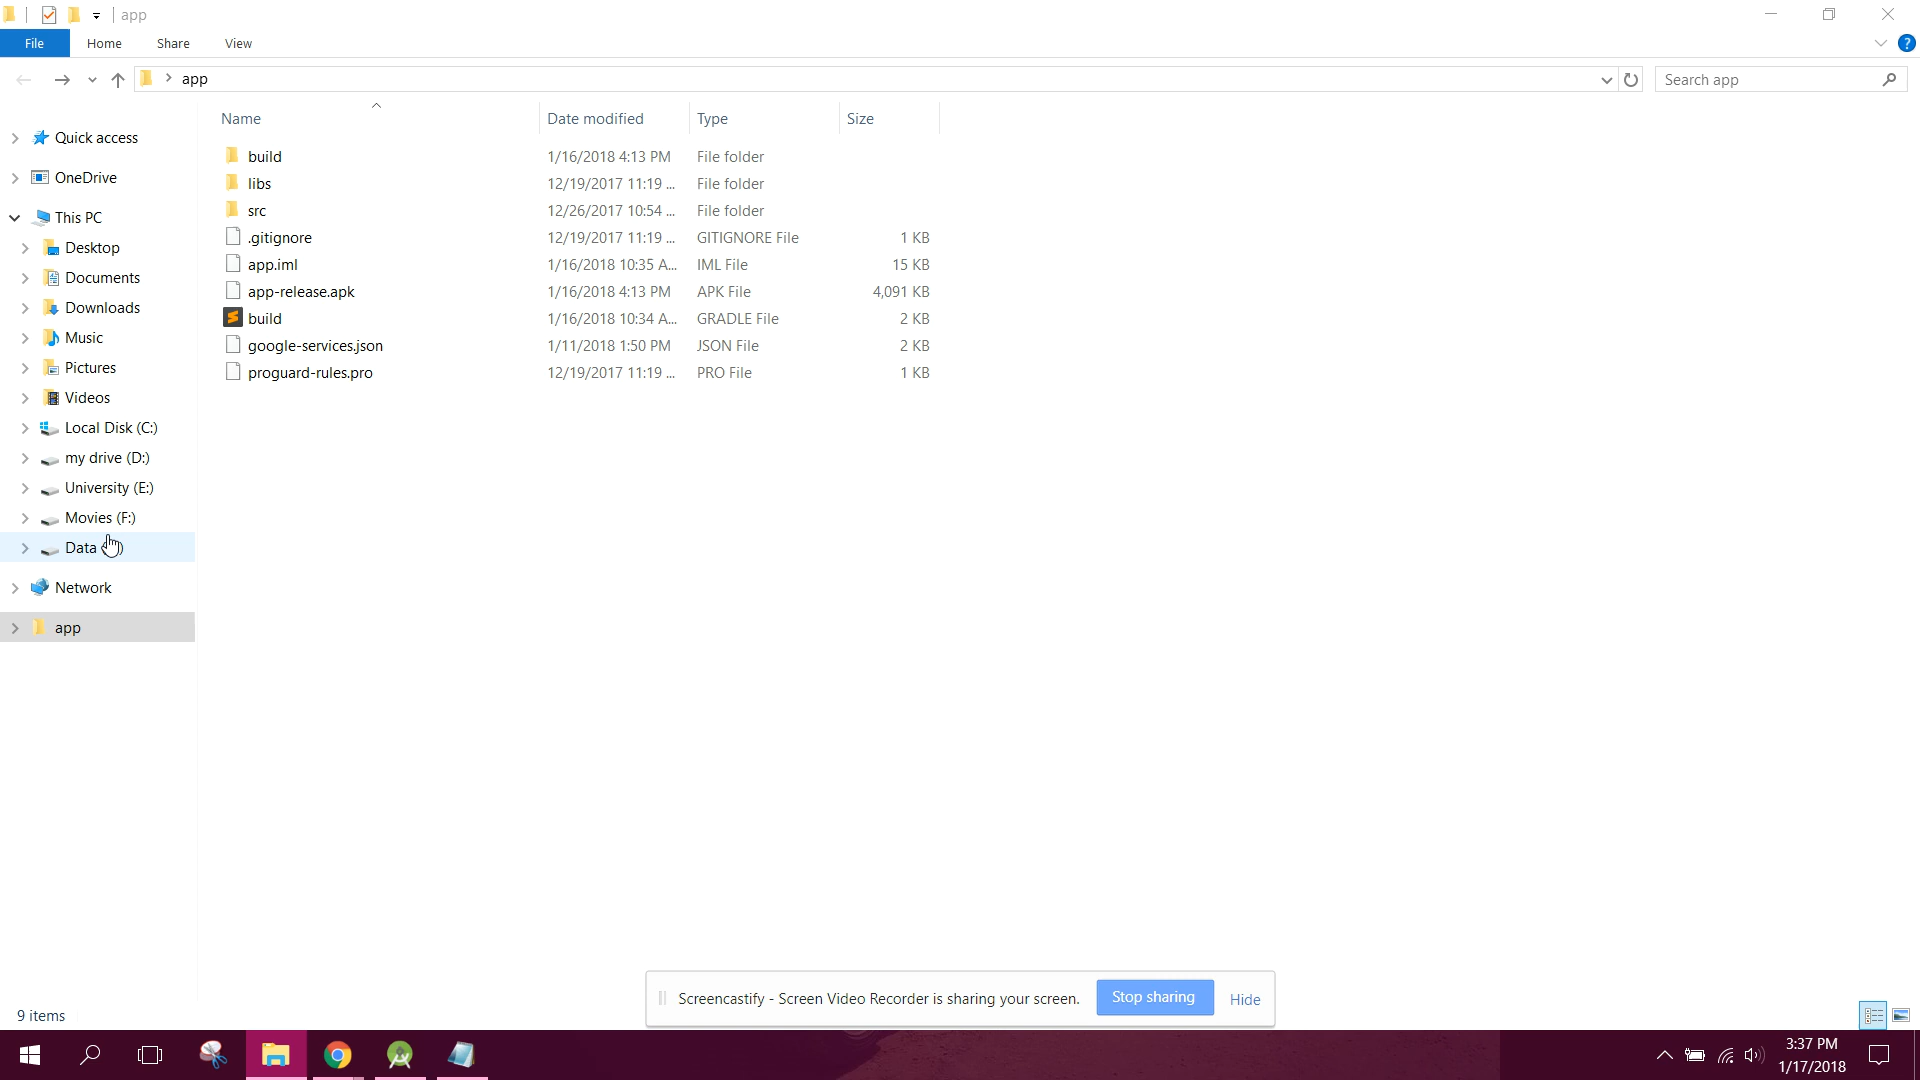 app
File Home Share View
app
Search app
Name Date modified Type Size
Quick access
OneDrive
This PC
Desktop
Documents
Downloads
Music
Pictures
Videos
Local Disk (C:)
my drive (D:)
University (E:)
Movies (F:)
Data
Network
app
build 1/16/2018 4:13 PM File folder
libs 12/19/2017 11:19 ... File folder
src 12/26/2017 10:54 ... File folder
.gitignore 12/19/2017 11:19 ... GITIGNORE File 1 KB
app.iml 1/16/2018 10:35 A... IML File 15 KB
app-release.apk 1/16/2018 4:13 PM APK File 4,091 KB
build 1/16/2018 10:34 A... GRADLE File 2 KB
google-services.json 1/11/2018 1:50 PM JSON File 2 KB
proguard-rules.pro 12/19/2017 11:19 ... PRO File 1 KB
Screencastify - Screen Video Recorder is sharing your screen. Stop sharing Hide
9 items
3:37 PM
1/17/2018